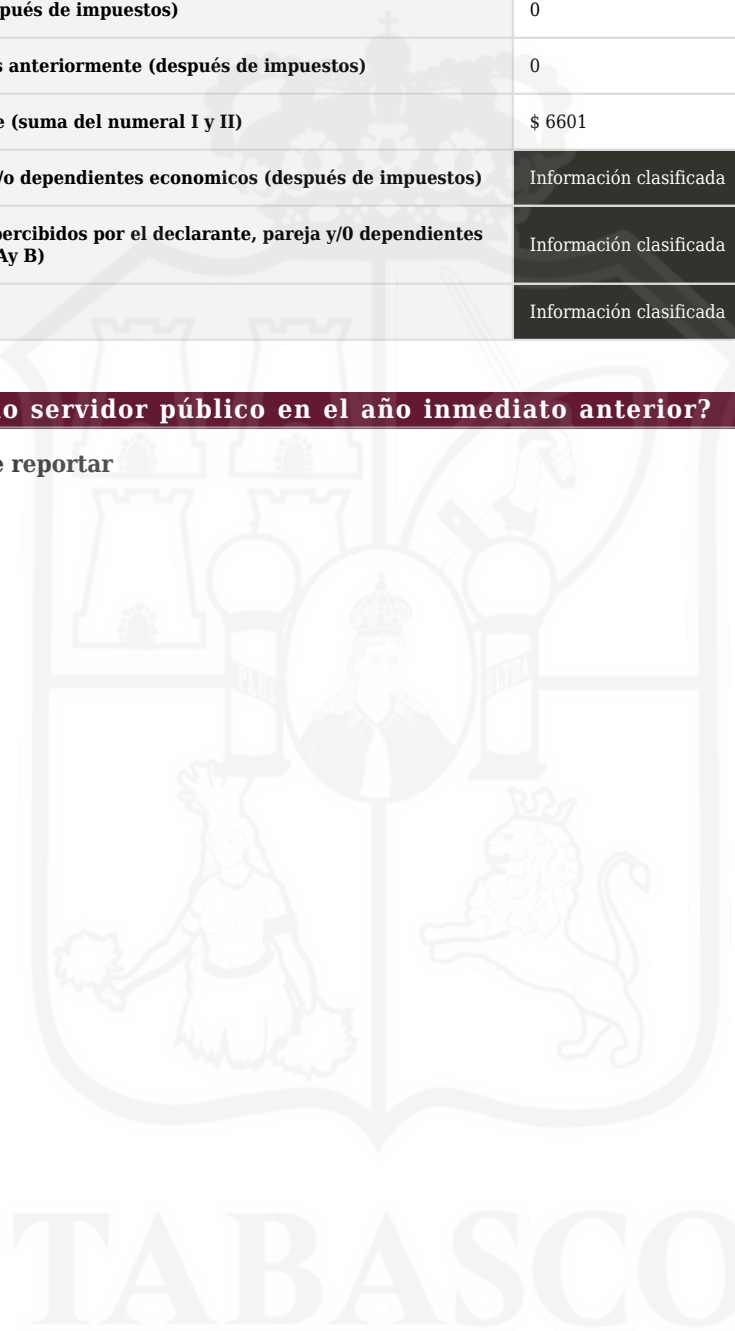 pués de impuestos) 0
s anteriormente (después de impuestos) 0
e (suma del numeral I y II) $ 6601
/o dependientes economicos (después de impuestos) Información clasificada
percibidos por el declarante, pareja y/0 dependientes
Ay B) Información clasificada
Información clasificada
o servidor público en el año inmediato anterior?
e reportar
PLUS ULTRA
TABASCO